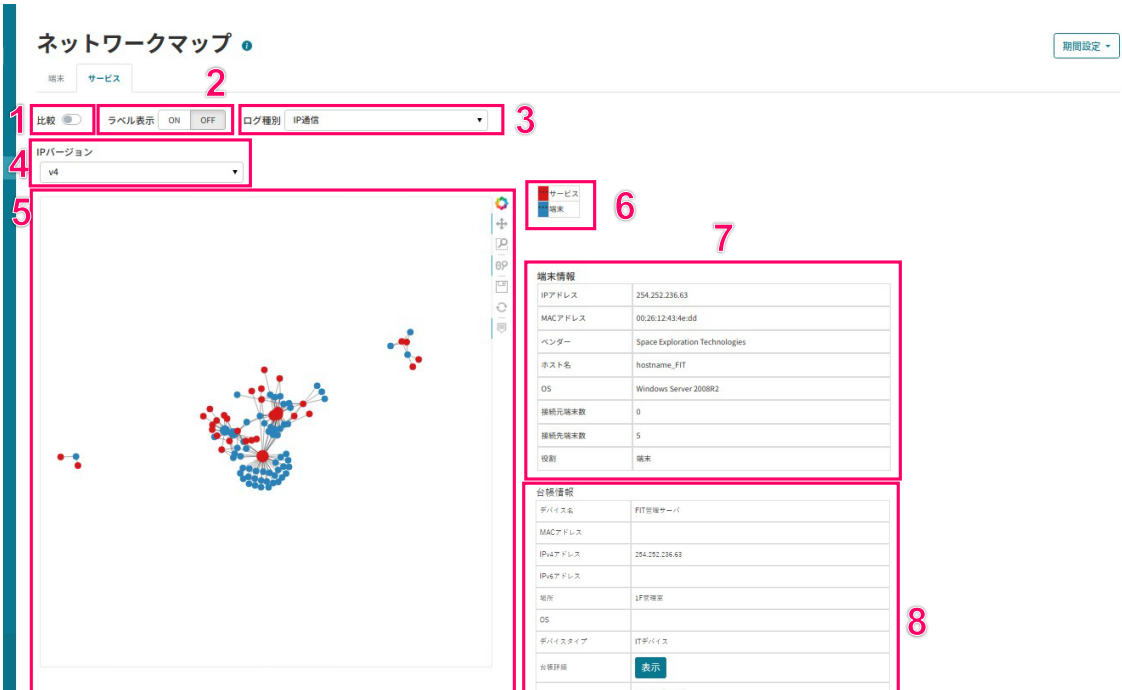 ネットワークマップ
期間設定
端末 サービス
2
1 比較 ラベル表示 ON OFF ログ種別 IP通信 3
4 IPバージョン
v4
5
サービス
端末
6
7
端末情報
IPアドレス 254.252.236.63
MACアドレス 00:26:12:43:4e:dd
ベンダー Space Exploration Technologies
ホスト名 hostname_FIT
OS Windows Server 2008R2
接続元端末数 0
接続先端末数 5
役割 端末
台帳情報
デバイス名 FIT管理サーバ
MACアドレス
IPv4アドレス 254.252.236.63
IPv6アドレス
場所 1F管理室
OS
デバイスタイプ ITデバイス
台帳詳細 表示
8